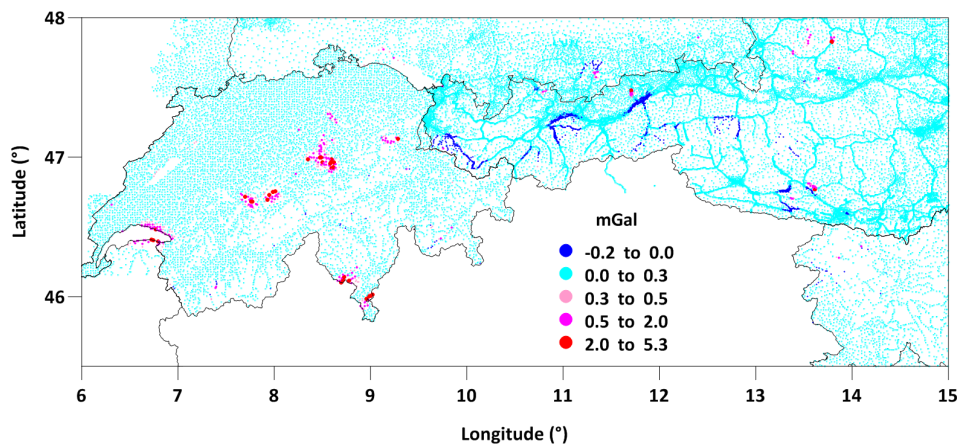 48
47
46
Latitude (°)
mGal
-0.2 to 0.0
0.0 to 0.3
0.3 to 0.5
0.5 to 2.0
2.0 to 5.3
6 7 8 9 10 11 12 13 14 15
Longitude (°)